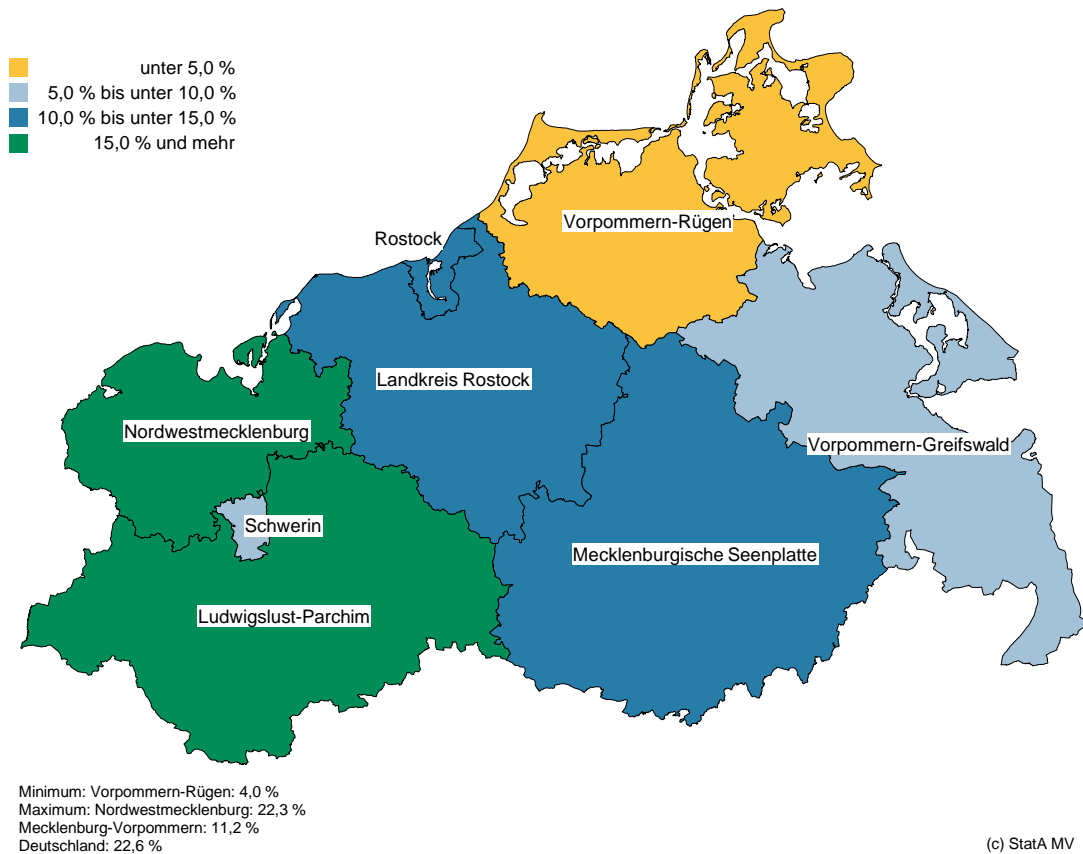 unter 5,0 %
5,0 % bis unter 10,0 %
10,0 % bis unter 15,0 %
15,0 % und mehr
Vorpommern-Rügen
Rostock
Landkreis Rostock
Nordwestmecklenburg
Vorpommern-Greifswald
Schwerin
Mecklenburgische Seenplatte
Ludwigslust-Parchim
Minimum: Vorpommern-Rügen: 4,0 %
Maximum: Nordwestmecklenburg: 22,3 %
Mecklenburg-Vorpommern: 11,2 %
Deutschland: 22,6 %
(c) StatA MV